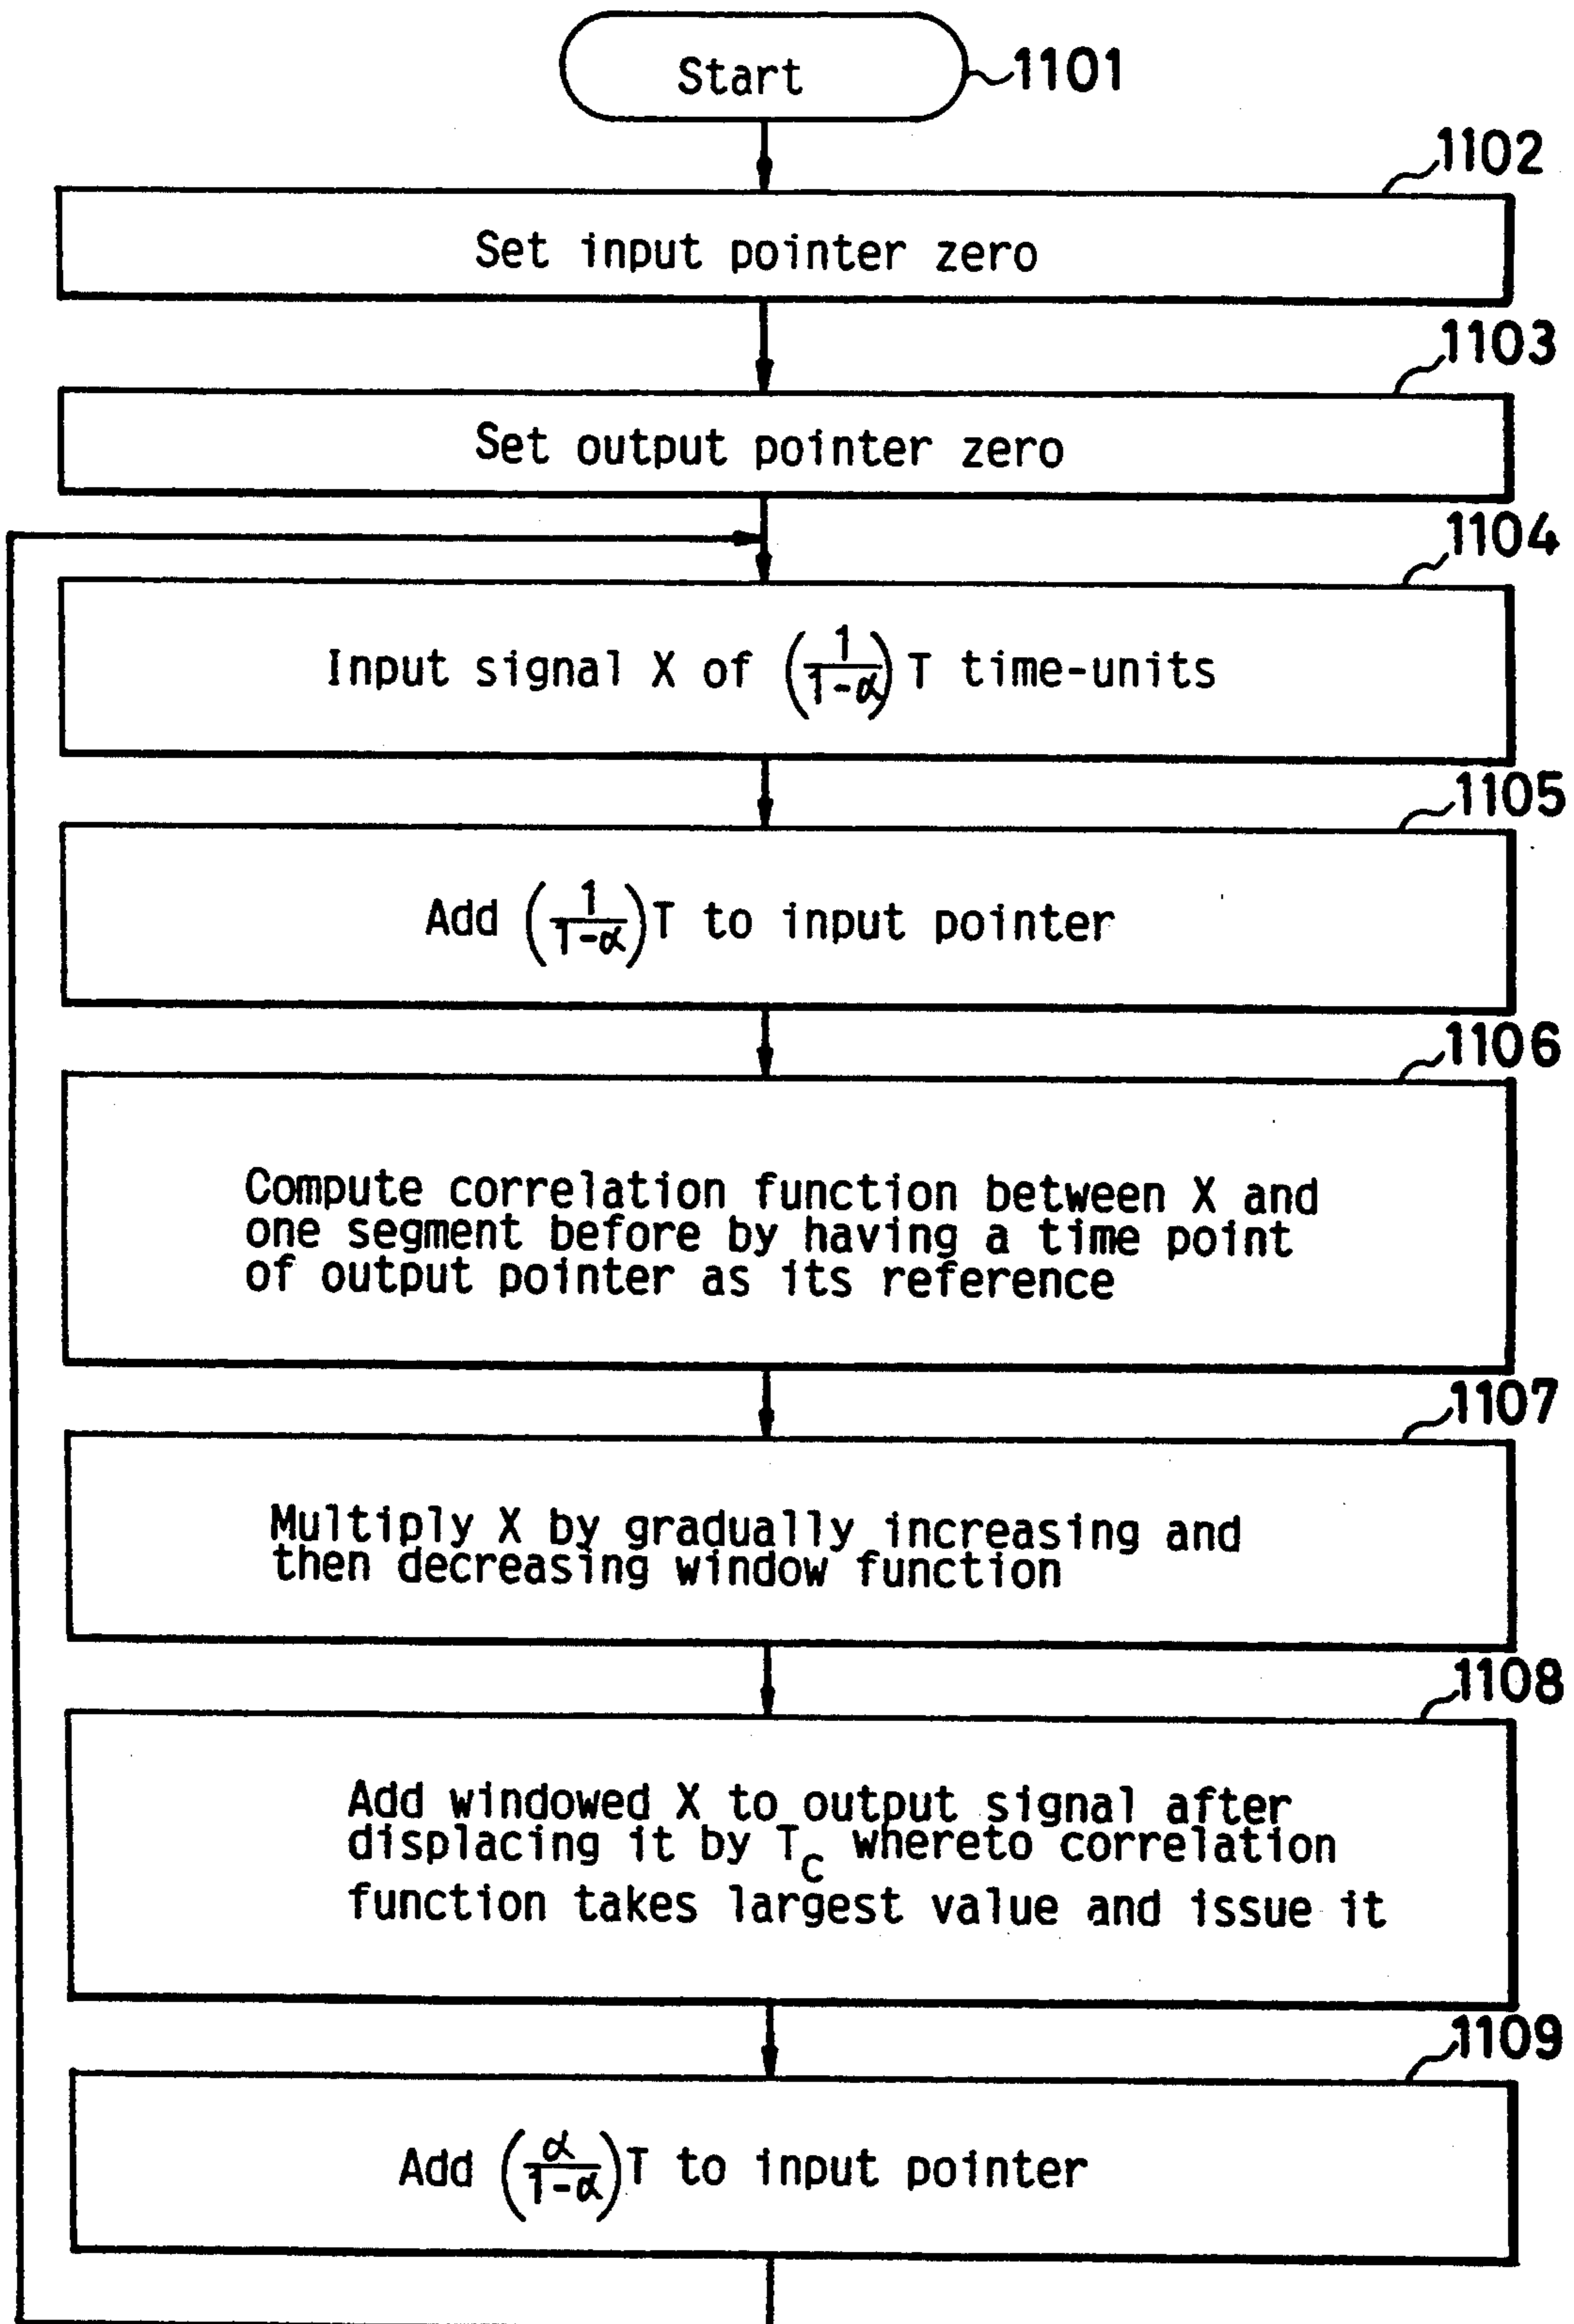 Start
1101
1102
Set input pointer zero
1103
Set output pointer zero
1104
Input signal X of (1/1-α) T time-units
1105
Add (1/1-α)T to input pointer
1106
Compute correlation function between X and
one segment before by having a time point
of output pointer as its reference
1107
Multiply X by gradually increasing and
then decreasing window function
1108
Add windowed X to output signal after
displacing it by Tc whereto correlation
function takes largest value and issue it
1109
Add (α/1-α)T to input pointer